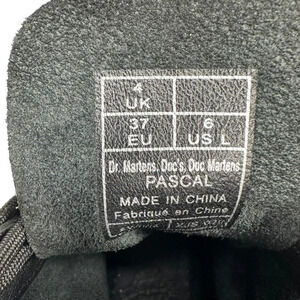 4
UK
37
EU
6
US L
Dr. Martens, Doc's, Doc Martens
PASCAL
MADE IN CHINA
Fabriqué en Chine